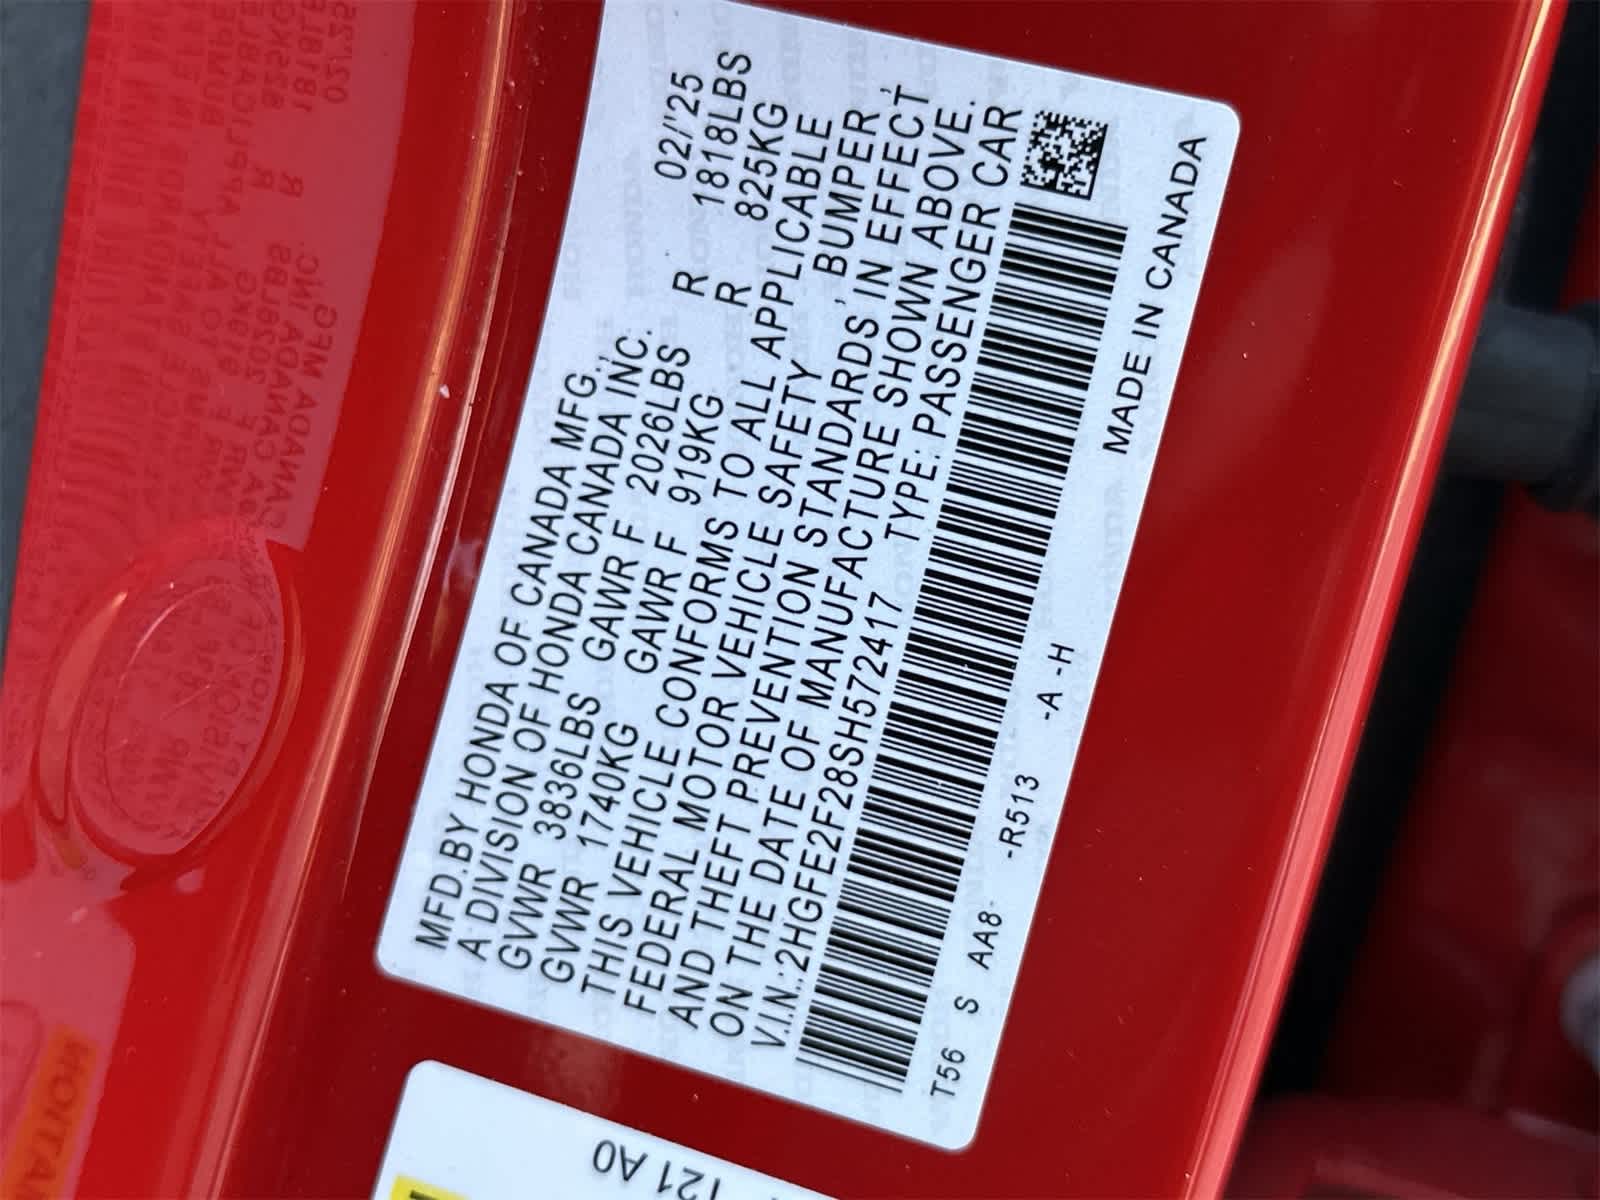 MFD.BY HONDA OF CANADA MFG.,
A DIVISION OF HONDA CANADA INC. 02/'25
GVWR 3836LBS GAWR F 2026LBS R 1818LBS
GVWR 1740KG GAWR F 919KG R 825KG
THIS VEHICLE CONFORMS TO ALL APPLICABLE
FEDERAL MOTOR VEHICLE SAFETY , BUMPER ,
AND THEFT PREVENTION STANDARDS IN EFFECT
ON THE DATE OF MANUFACTURE SHOWN ABOVE.
V.I.N.:2HGFE2F28SH572417 TYPE: PASSENGER CAR
T56 S AA8- -R513 -A -H
MADE IN CANADA
121 A0